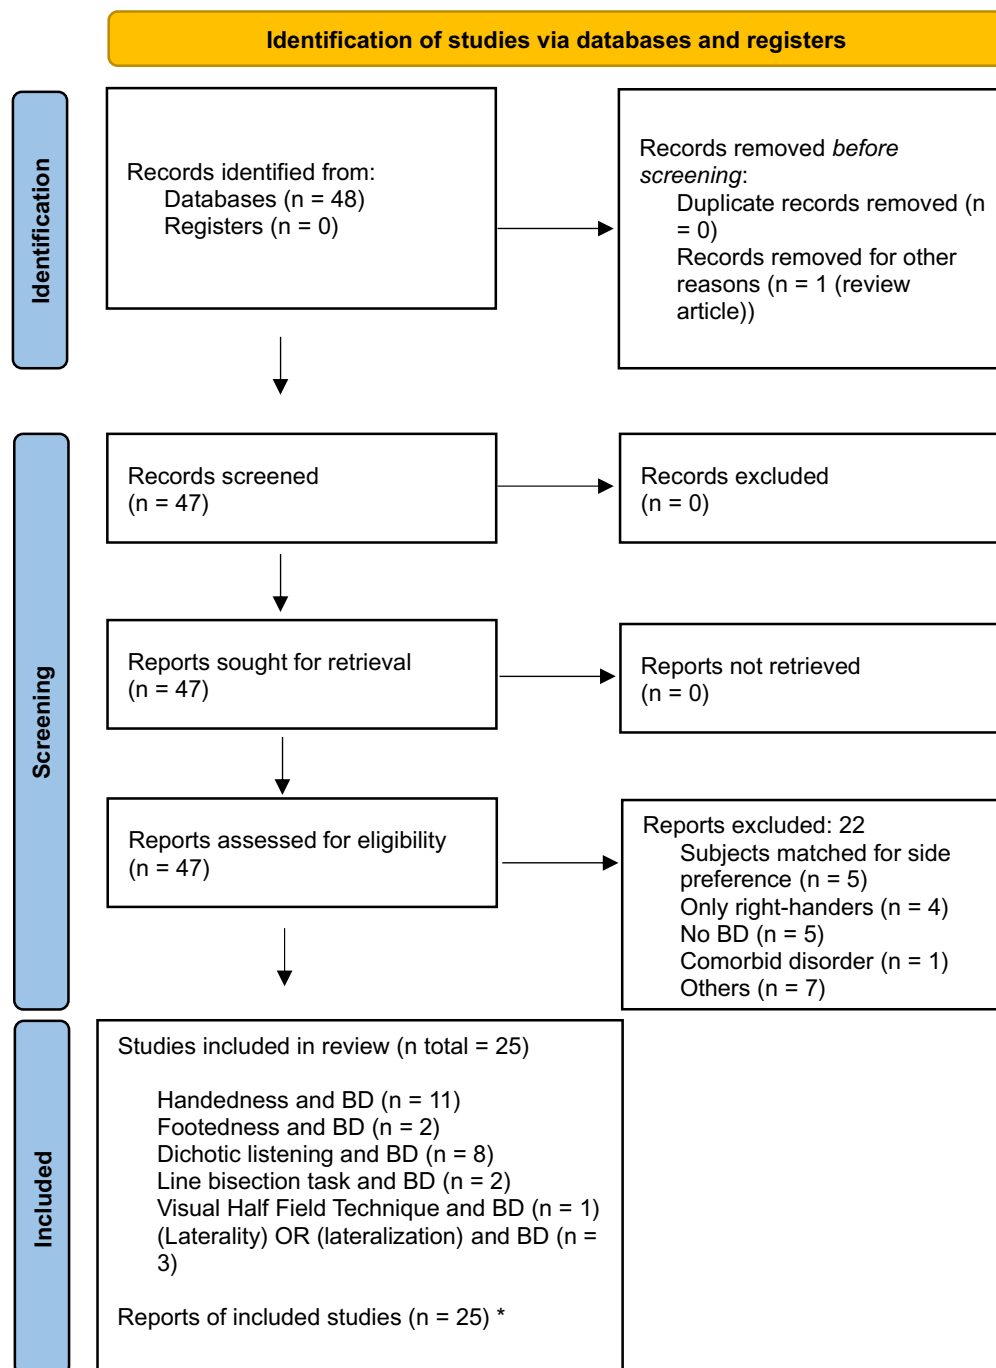 Identification of studies via databases and registers
Identification
Records identified from:
Databases (n = 48)
Registers (n = 0)
Records removed before
screening:
Duplicate records removed (n
= 0)
Records removed for other
reasons (n = 1 (review
article))
Screening
Records screened
(n = 47)
Records excluded
(n = 0)
Reports sought for retrieval
(n = 47)
Reports not retrieved
(n = 0)
Reports assessed for eligibility
(n = 47)
Reports excluded: 22
Subjects matched for side
preference (n = 5)
Only right-handers (n = 4)
No BD (n = 5)
Comorbid disorder (n = 1)
Others (n = 7)
Included
Studies included in review (n total = 25)
Handedness and BD (n = 11)
Footedness and BD (n = 2)
Dichotic listening and BD (n = 8)
Line bisection task and BD (n = 2)
Visual Half Field Technique and BD (n = 1)
(Laterality) OR (lateralization) and BD (n =
3)
Reports of included studies (n = 25) *